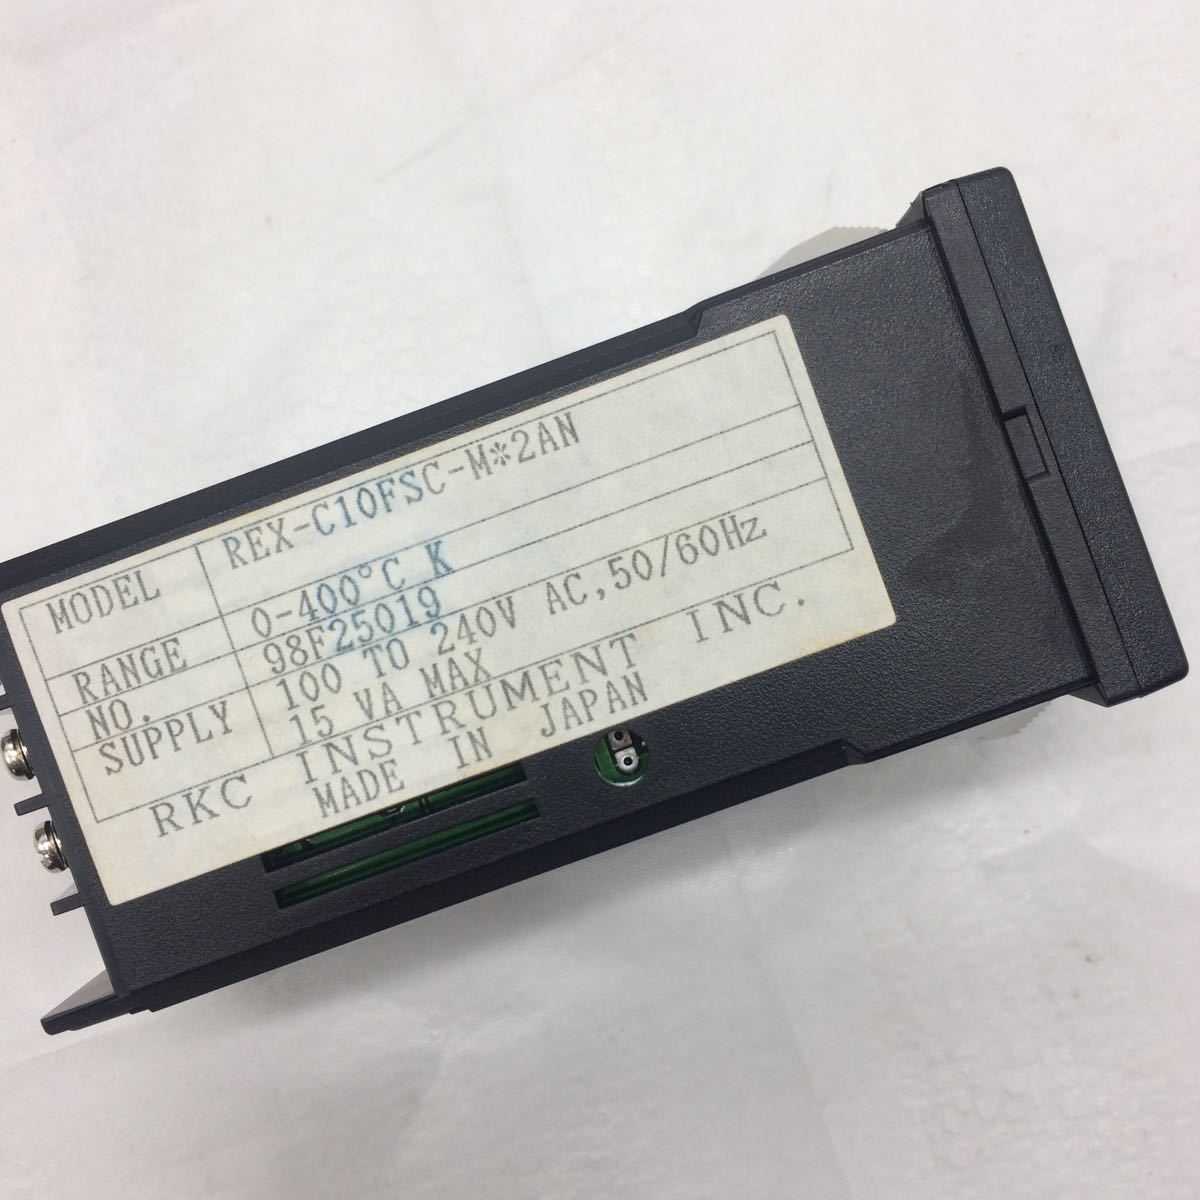 MODEL REX-C10FSC-M*2AN
RANGE 0-400°C K
NO. 98F25019
SUPPLY 100 TO 240V AC, 50/60Hz
15 VA MAX
RKC INSTRUMENT INC.
MADE IN JAPAN